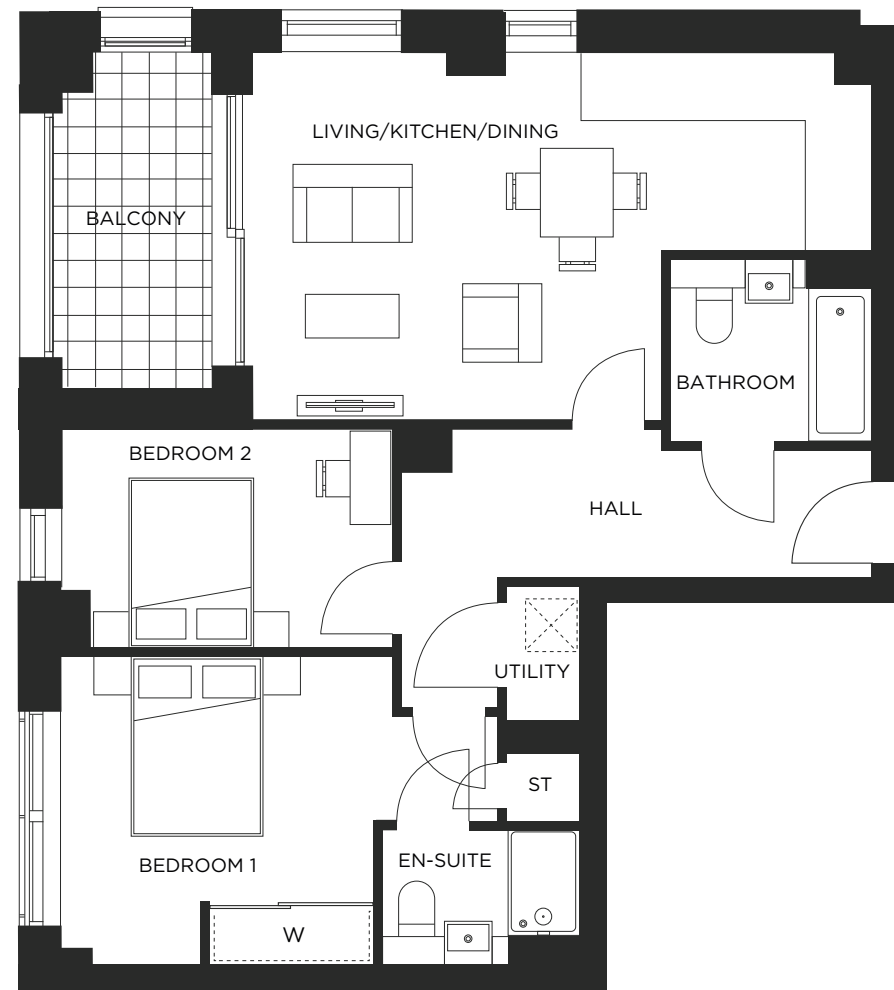 LIVING/KITCHEN/DINING
BALCONY
BATHROOM
BEDROOM 2
HALL
UTILITY
ST
EN-SUITE
BEDROOM 1
W